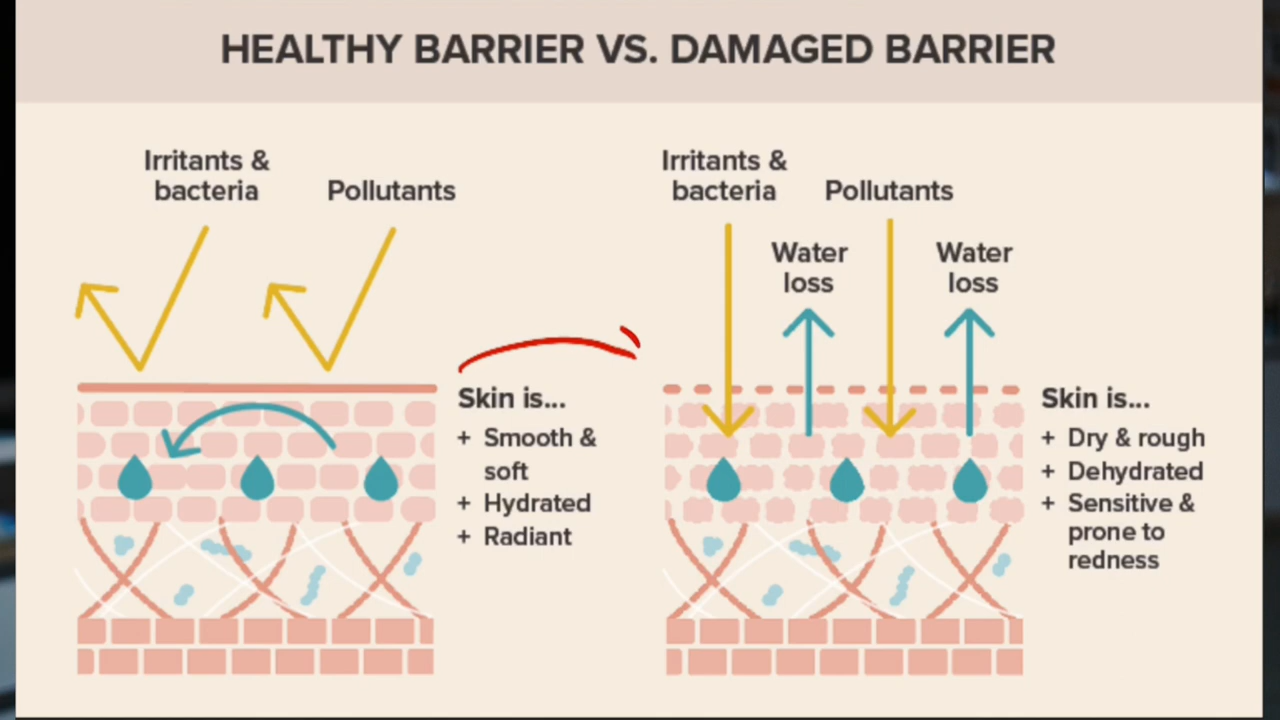 HEALTHY BARRIER VS. DAMAGED BARRIER
Irritants &
bacteria
Pollutants
Skin is...
+ Smooth &
soft
+ Hydrated
+ Radiant
Irritants &
bacteria
Pollutants
Water
loss
Water
loss
Skin is...
+ Dry & rough
+ Dehydrated
+ Sensitive &
prone to
redness